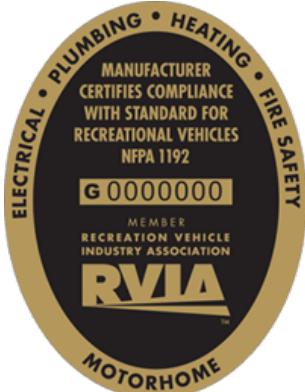 ELECTRICAL • PLUMBING • HEATING • FIRE SAFETY
MANUFACTURER
CERTIFIES COMPLIANCE
WITH STANDARD FOR
RECREATIONAL VEHICLES
NFPA 1192
G 0000000
MEMBER
RECREATION VEHICLE
INDUSTRY ASSOCIATION
RVIA
TM
MOTORHOME